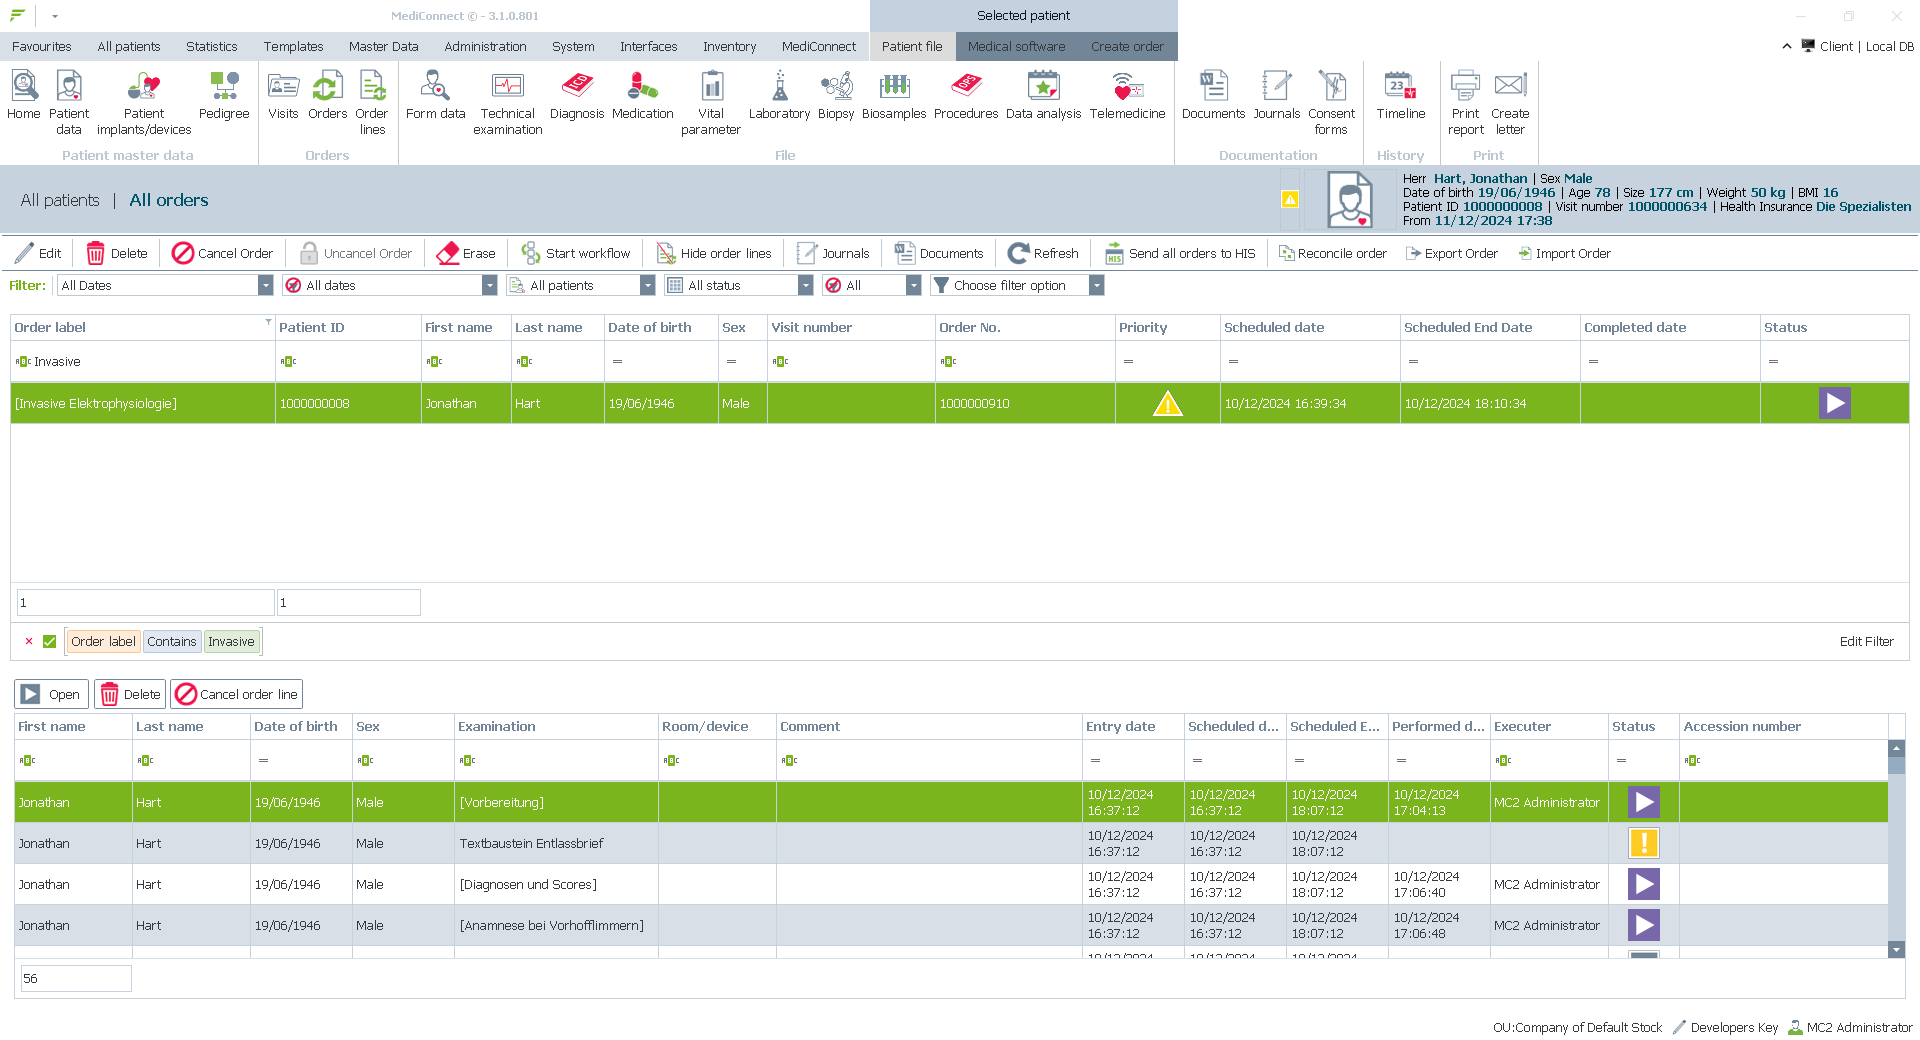 MediConnect © - 3.1.0.801
Selected patient
Favourites All patients Statistics Templates Master Data Administration System Interfaces Inventory MediConnect Patient file Medical software Create order Client | Local DB
Home Patient data Patient implants/devices Pedigree Visits Orders Order lines Form data Technical examination Diagnosis Medication Vital parameter Laboratory Biopsy Biosamples Procedures Data analysis Telemedicine Documents Journals Consent forms Timeline Print report Create letter
Patient master data Orders File Documentation History Print
All patients | All orders
Herr Hart, Jonathan | Sex Male
Date of birth 19/06/1946 | Age 78 | Size 177 cm | Weight 50 kg | BMI 16
Patient ID 1000000008 | Visit number 1000000634 | Health Insurance Die Spezialisten
From 11/12/2024 17:38
Edit Delete Cancel Order Uncancel Order Erase Start workflow Hide order lines Journals Documents Refresh Send all orders to HIS Reconcile order Export Order Import Order
Filter: All Dates All dates All patients All status All Choose filter option
Order label Patient ID First name Last name Date of birth Sex Visit number Order No. Priority Scheduled date Scheduled End Date Completed date Status
Invasive
[Invasive Elektrophysiologie] 1000000008 Jonathan Hart 19/06/1946 Male 1000000910 10/12/2024 16:39:34 10/12/2024 18:10:34
1 1
Order label Contains Invasive Edit Filter
Open Delete Cancel order line
First name Last name Date of birth Sex Examination Room/device Comment Entry date Scheduled d... Scheduled E... Performed d... Executer Status Accession number
Jonathan Hart 19/06/1946 Male [Vorbereitung] 10/12/2024 16:37:12 10/12/2024 16:37:12 10/12/2024 18:07:12 10/12/2024 17:04:13 MC2 Administrator
Jonathan Hart 19/06/1946 Male Textbaustein Entlassbrief 10/12/2024 16:37:12 10/12/2024 16:37:12 10/12/2024 18:07:12
Jonathan Hart 19/06/1946 Male [Diagnosen und Scores] 10/12/2024 16:37:12 10/12/2024 16:37:12 10/12/2024 18:07:12 10/12/2024 17:06:40 MC2 Administrator
Jonathan Hart 19/06/1946 Male [Anamnese bei Vorhofflimmern] 10/12/2024 16:37:12 10/12/2024 16:37:12 10/12/2024 18:07:12 10/12/2024 17:06:48 MC2 Administrator
56
OU:Company of Default Stock Developers Key MC2 Administrator